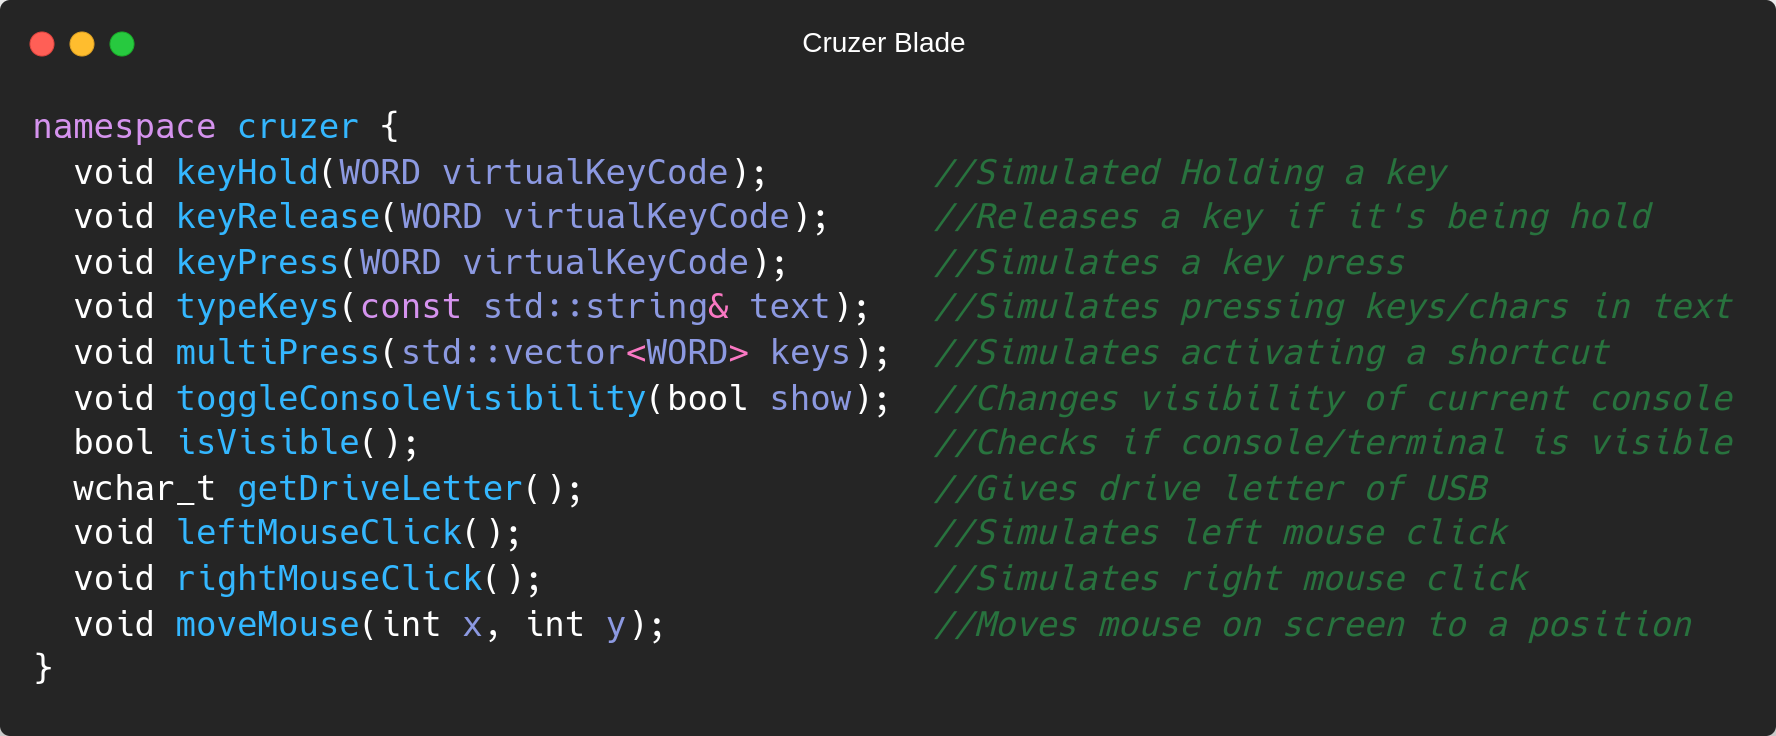 Cruzer Blade
namespace cruzer {
  void keyHold(WORD virtualKeyCode);        //Simulated Holding a key
  void keyRelease(WORD virtualKeyCode);     //Releases a key if it's being hold
  void keyPress(WORD virtualKeyCode);       //Simulates a key press
  void typeKeys(const std::string& text);   //Simulates pressing keys/chars in text
  void multiPress(std::vector<WORD> keys);  //Simulates activating a shortcut
  void toggleConsoleVisibility(bool show);  //Changes visibility of current console
  bool isVisible();                         //Checks if console/terminal is visible
  wchar_t getDriveLetter();                 //Gives drive letter of USB
  void leftMouseClick();                    //Simulates left mouse click
  void rightMouseClick();                   //Simulates right mouse click
  void moveMouse(int x, int y);             //Moves mouse on screen to a position
}